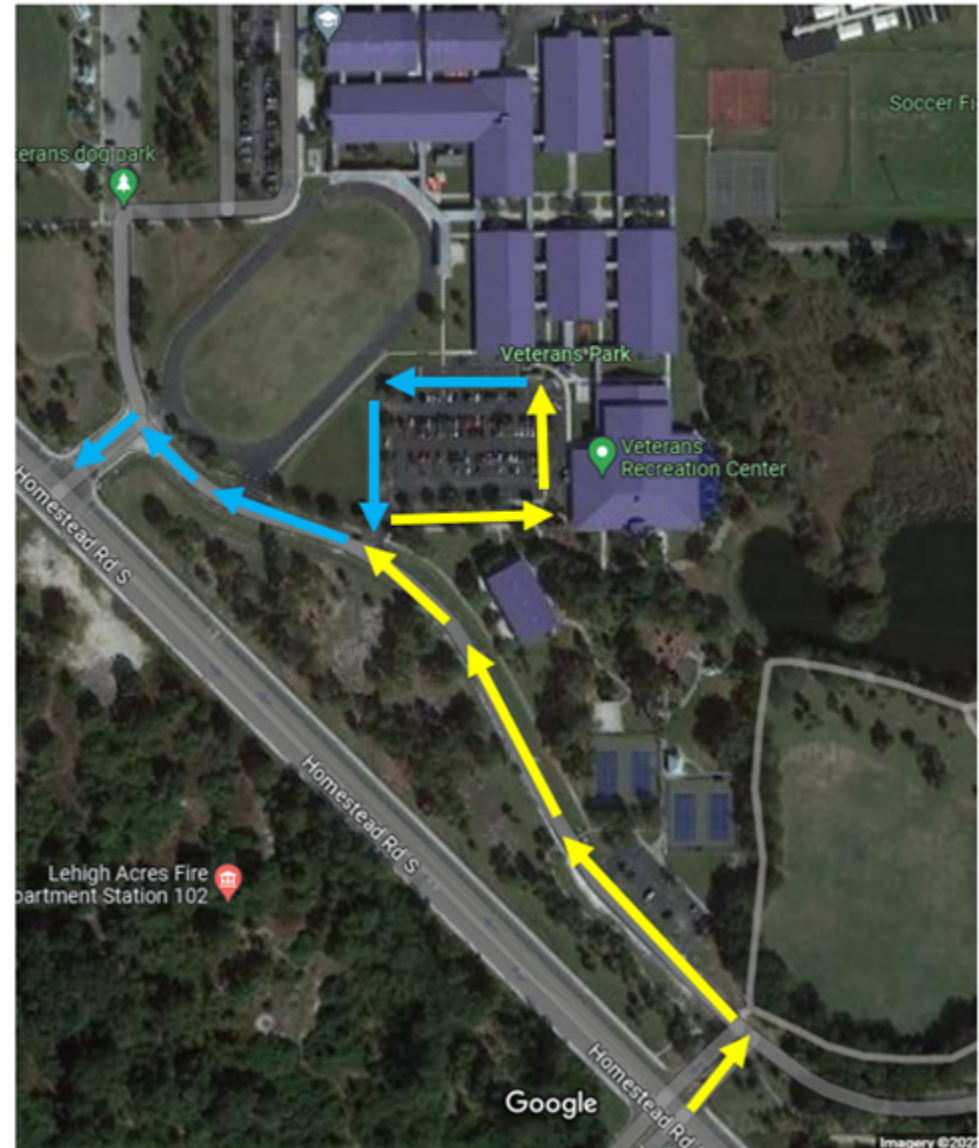 Soccer Fi
erans dog park
Veterans Park
Veterans
Recreation Center
Homestead Rd S
Homestead Rd S
Lehigh Acres Fire
partment Station 102
Homestead Rd
Google
Imagery ©202